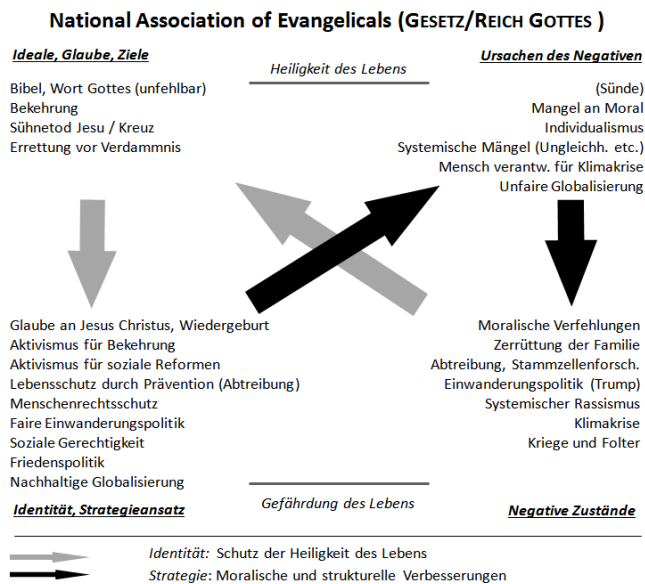 National Association of Evangelicals (GESETZ/REICH GOTTES )
Ideale, Glaube, Ziele
Heiligkeit des Lebens
Ursachen des Negativen
Bibel, Wort Gottes (unfehlbar)
Bekehrung
Sühnetod Jesu / Kreuz
Errettung vor Verdammnis
(Sünde)
Mangel an Moral
Individualismus
Systemische Mängel (Ungleichh. etc.)
Mensch verantw. für Klimakrise
Unfaire Globalisierung
Glaube an Jesus Christus, Wiedergeburt
Aktivismus für Bekehrung
Aktivismus für soziale Reformen
Lebensschutz durch Prävention (Abtreibung)
Menschenrechtsschutz
Faire Einwanderungspolitik
Soziale Gerechtigkeit
Friedenspolitik
Nachhaltige Globalisierung
Moralische Verfehlungen
Zerrüttung der Familie
Abtreibung, Stammzellenforsch.
Einwanderungspolitik (Trump)
Systemischer Rassismus
Klimakrise
Kriege und Folter
Identität, Strategieansatz
Gefährdung des Lebens
Negative Zustände
Identität: Schutz der Heiligkeit des Lebens
Strategie: Moralische und strukturelle Verbesserungen